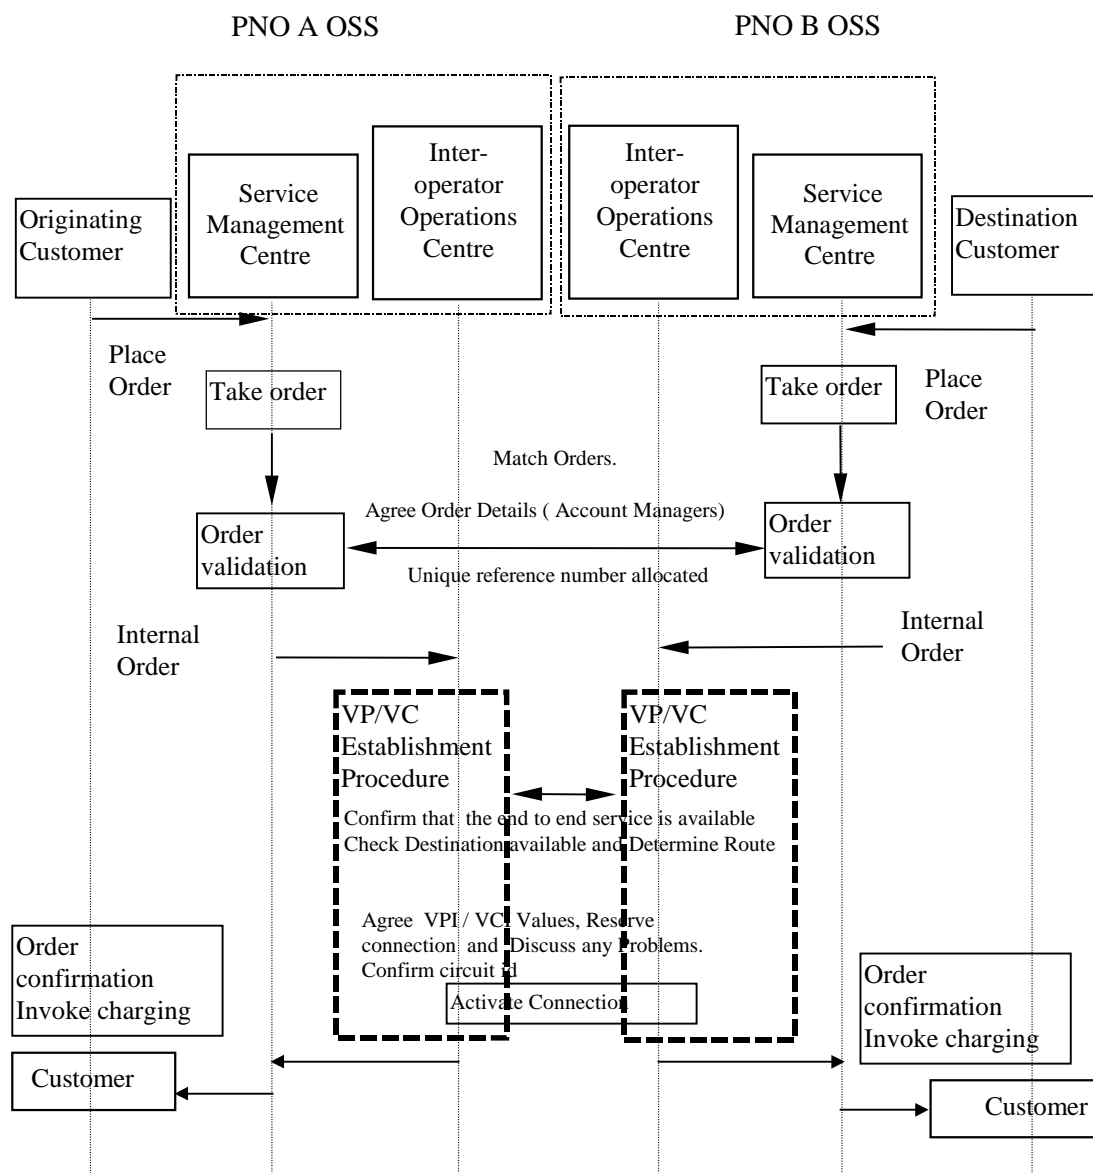 PNO A OSS
PNO B OSS
Originating
Customer
Service
Management
Centre
Inter-
operator
Operations
Centre
Inter-
operator
Operations
Centre
Service
Management
Centre
Destination
Customer
Place
Order
Take order
Take order
Place
Order
Match Orders.
Agree Order Details ( Account Managers)
Order
validation
Order
validation
Unique reference number allocated
Internal
Order
Internal
Order
VP/VC
Establishment
Procedure
VP/VC
Establishment
Procedure
Confirm that the end to end service is available
Check Destination available and Determine Route
Agree VPI / VCI Values, Reserve
connection and Discuss any Problems.
Confirm circuit id
Activate Connection
Order
confirmation
Invoke charging
Order
confirmation
Invoke charging
Customer
Customer